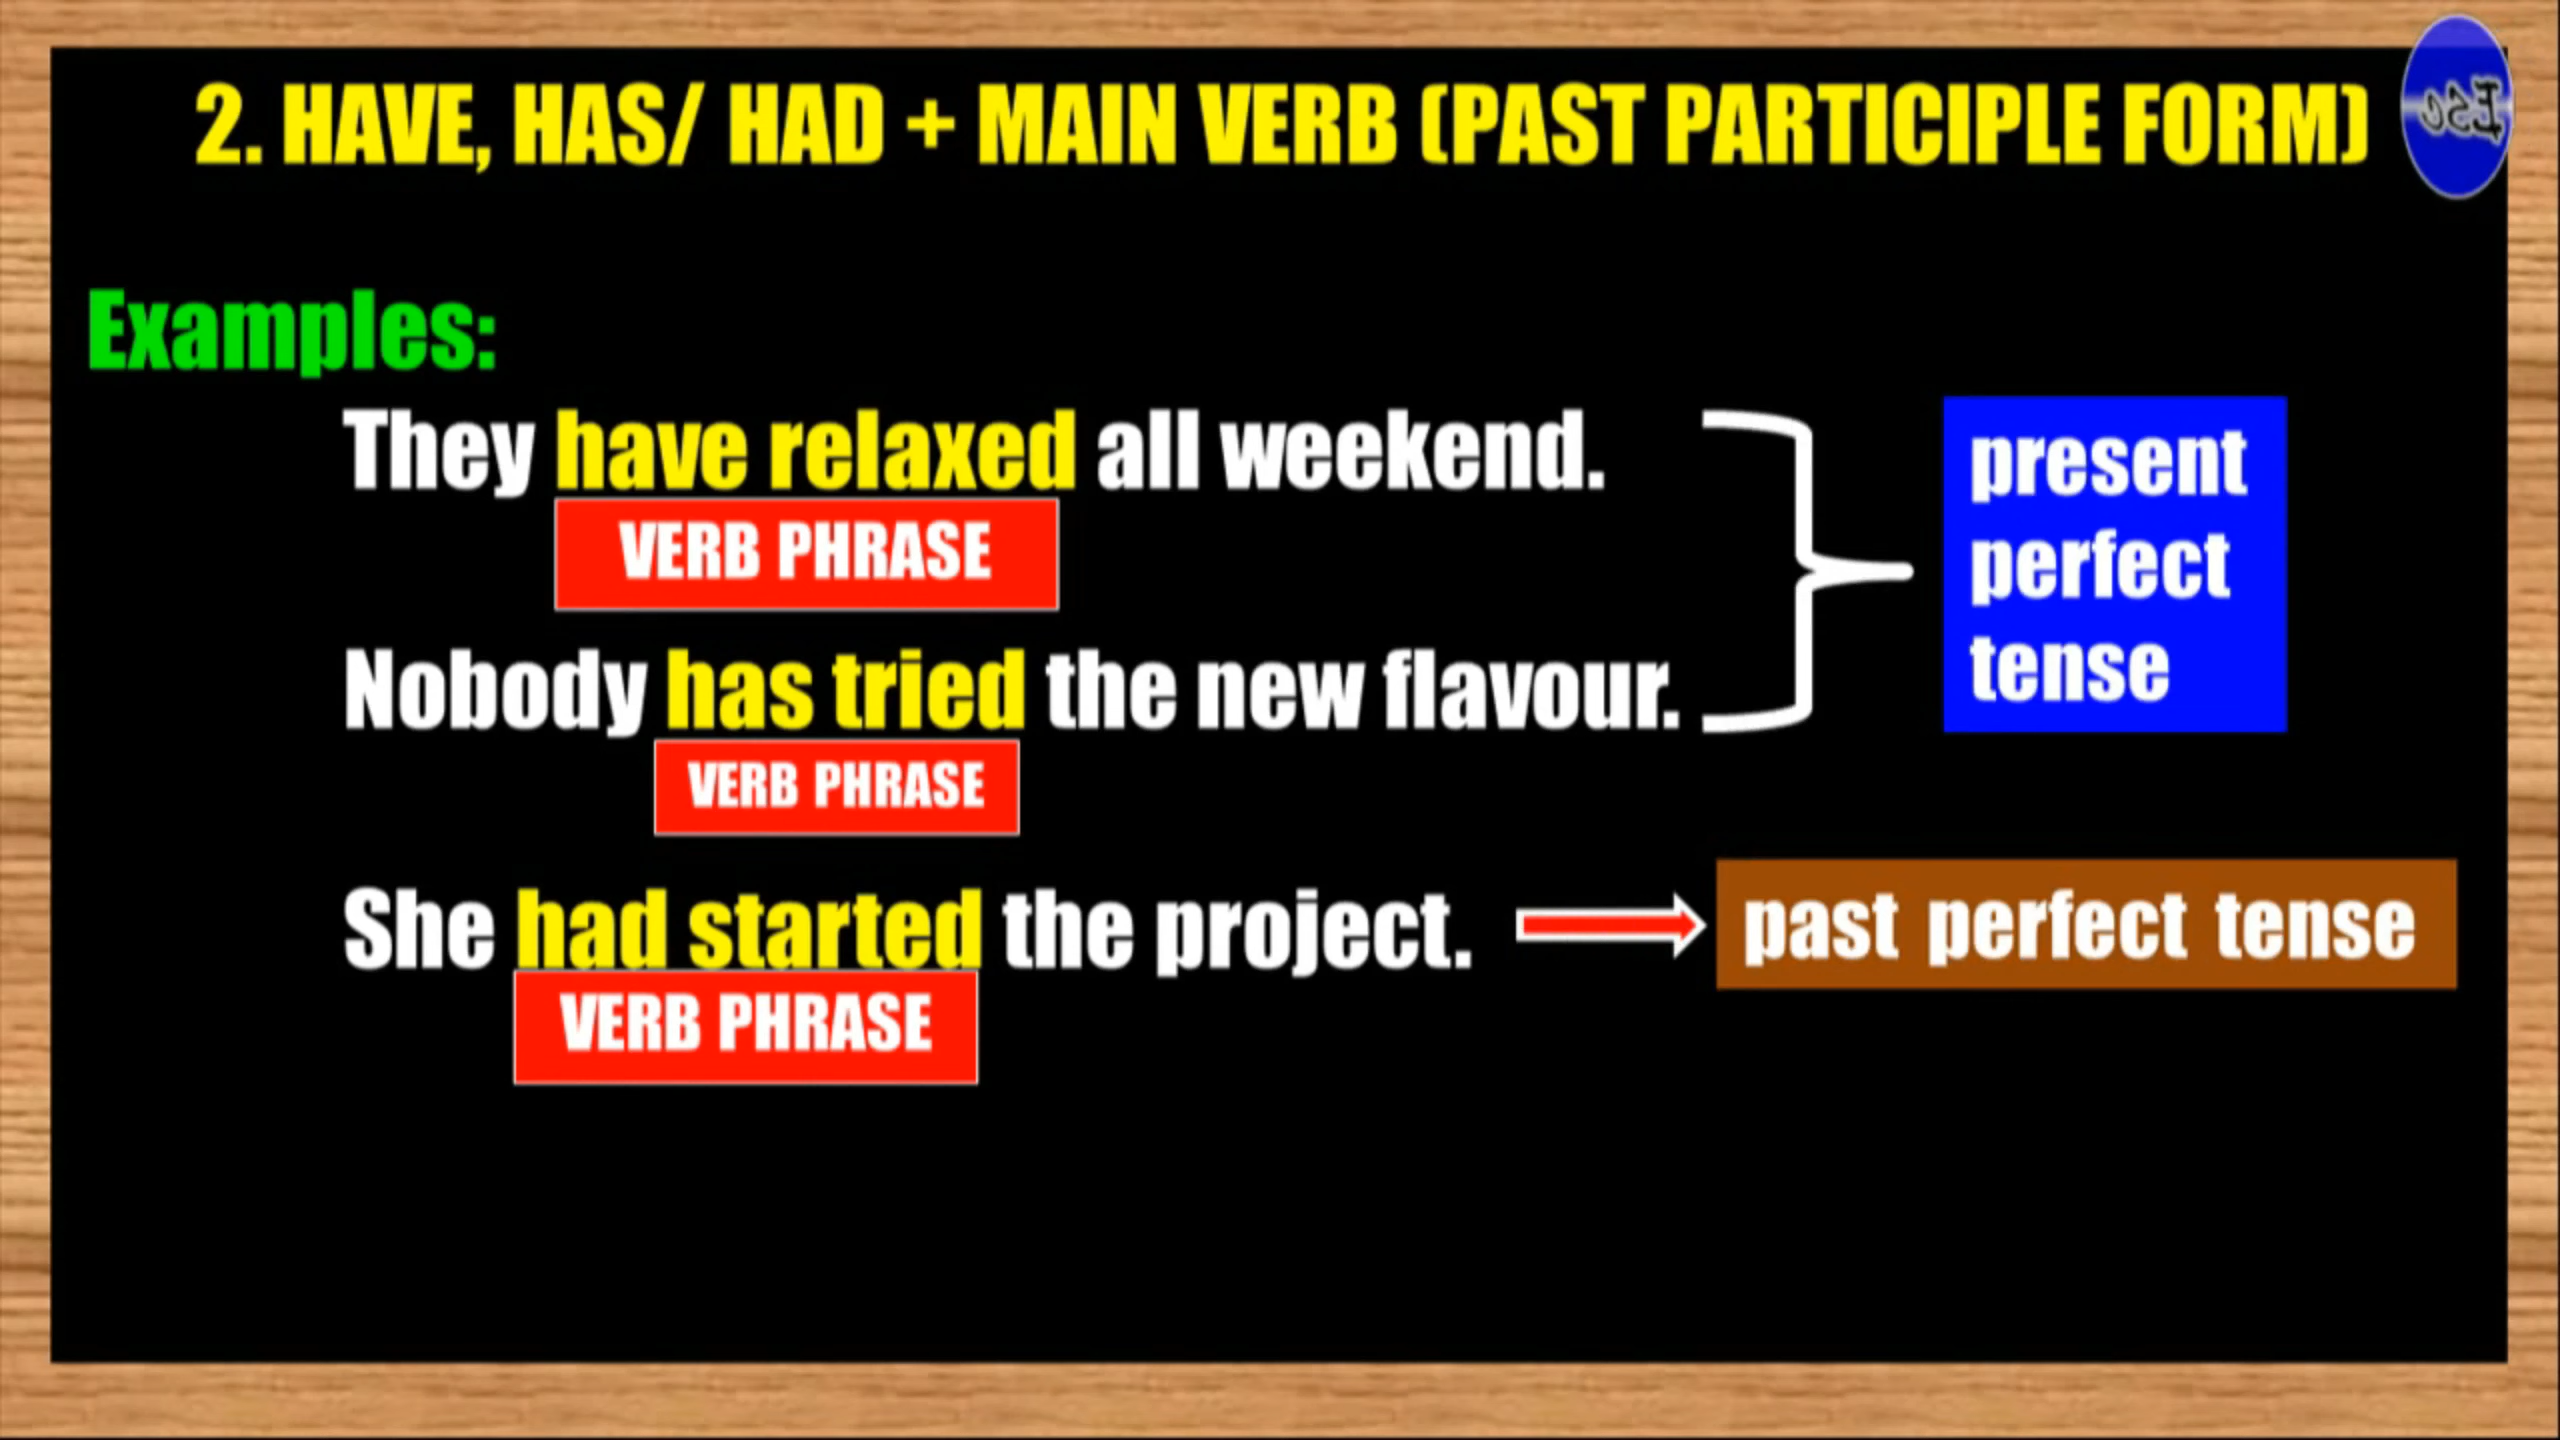 2. HAVE, HAS/ HAD + MAIN VERB (PAST PARTICIPLE FORM)
Esc
Examples:
They have relaxed all weekend.
VERB PHRASE
Nobody has tried the new flavour.
VERB PHRASE
present
perfect
tense
She had started the project.
VERB PHRASE
past perfect tense